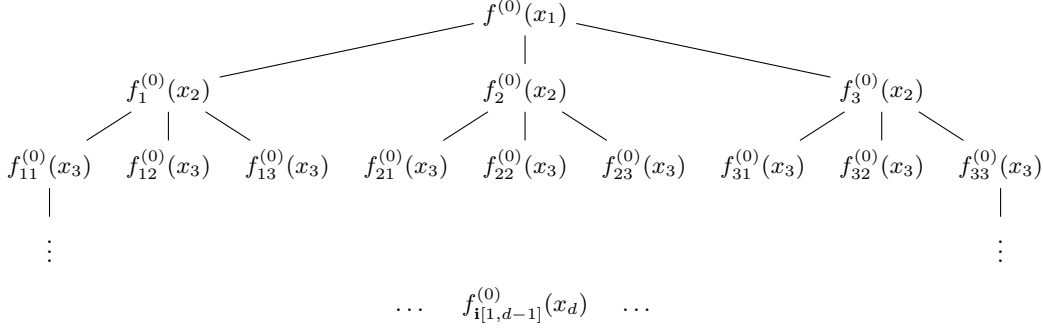 f^{(0)}(x_1)
f_1^{(0)}(x_2) f_2^{(0)}(x_2) f_3^{(0)}(x_2)
f_{11}^{(0)}(x_3) f_{12}^{(0)}(x_3) f_{13}^{(0)}(x_3) f_{21}^{(0)}(x_3) f_{22}^{(0)}(x_3) f_{23}^{(0)}(x_3) f_{31}^{(0)}(x_3) f_{32}^{(0)}(x_3) f_{33}^{(0)}(x_3)
⋮ ⋮
… f_{\mathbf{i}[1,d-1]}^{(0)}(x_d) …